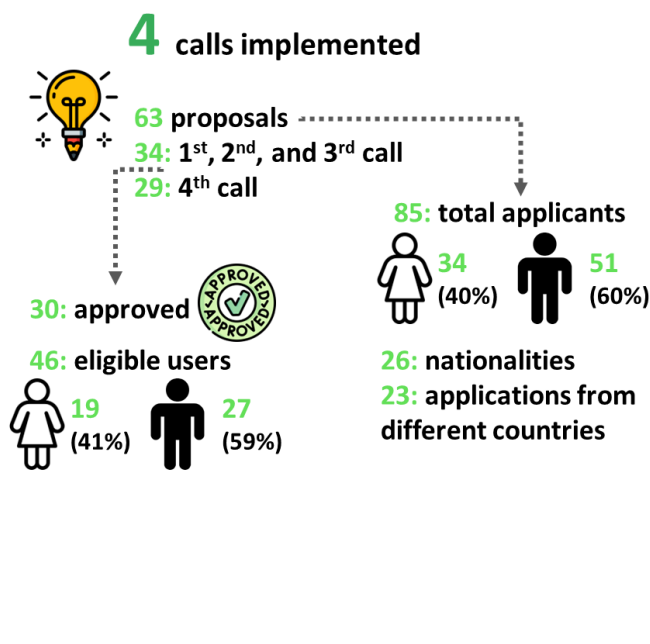 4 calls implemented
63 proposals
34: 1st, 2nd, and 3rd call
29: 4th call
85: total applicants
34
(40%)
51
(60%)
30: approved
APPROVED
APPROVED
46: eligible users
19
(41%)
27
(59%)
26: nationalities
23: applications from
different countries